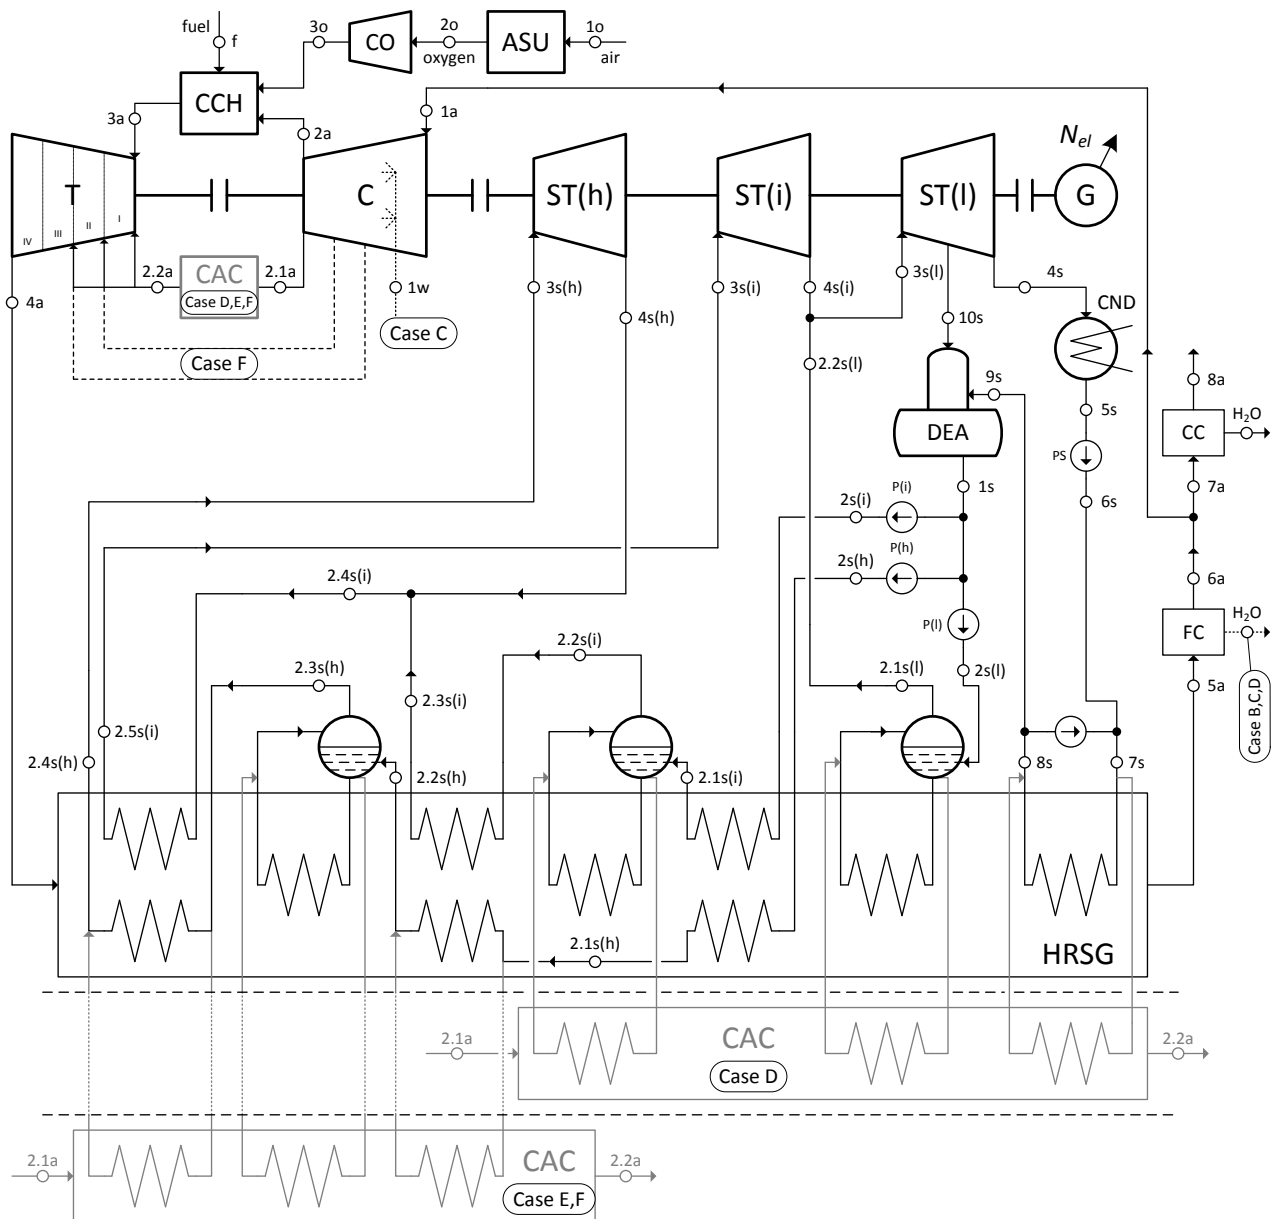 fuel
f
3o
CO
2o
oxygen
ASU
1o
air
CCH
3a
2a
1a
T
IV
III
II
I
C
ST(h)
ST(i)
ST(l)
G
Nel
2.2a
CAC
Case D,E,F
2.1a
4a
Case F
1w
Case C
3s(h)
4s(h)
3s(i)
4s(i)
3s(l)
10s
4s
CND
2.2s(l)
9s
5s
8a
CC
H2O
DEA
PS
6s
7a
1s
P(i)
2s(i)
P(h)
2s(h)
P(l)
2s(l)
6a
FC
H2O
5a
Case B,C,D
2.4s(i)
2.2s(i)
2.3s(h)
2.3s(i)
2.1s(l)
2.5s(i)
2.4s(h)
2.2s(h)
2.1s(i)
8s
7s
2.1s(h)
HRSG
2.1a
CAC
Case D
2.2a
2.1a
CAC
Case E,F
2.2a